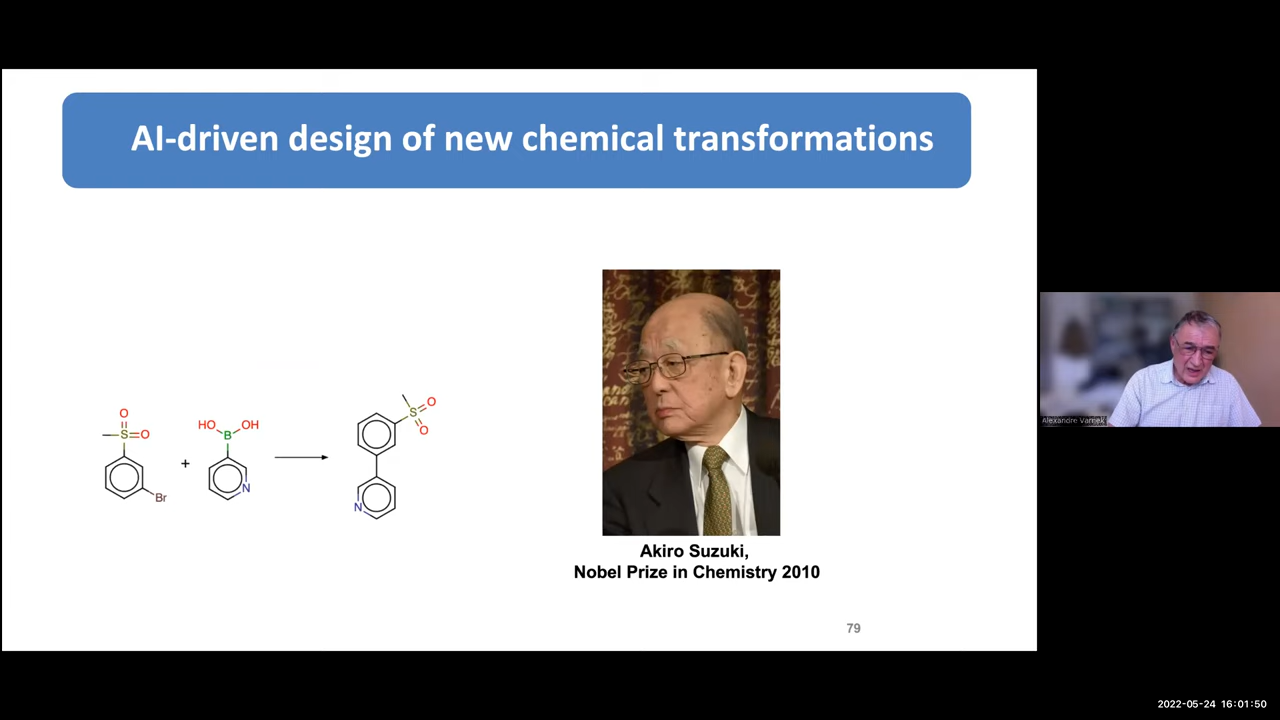 AI-driven design of new chemical transformations
O
S
O
Br
+
HO
OH
B
N
O
S
O
N
Akiro Suzuki,
Nobel Prize in Chemistry 2010
79
Alexandre Varnek
2022-05-24 16:01:50